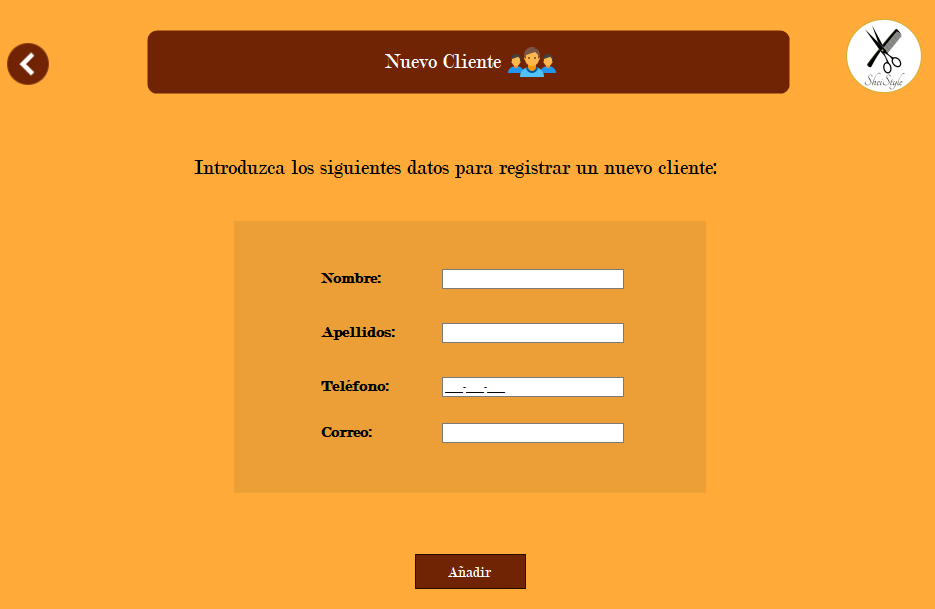 Nuevo Cliente
SheiStyle
Introduzca los siguientes datos para registrar un nuevo cliente:
Nombre:
Apellidos:
Teléfono: ___-___-___
Correo:
Añadir